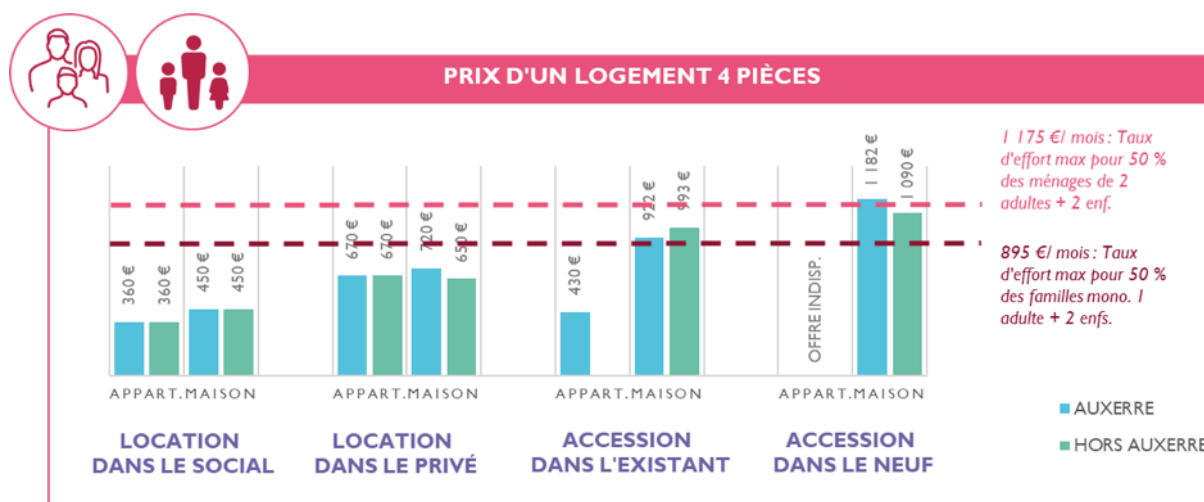 PRIX D'UN LOGEMENT 4 PIÈCES
1 175 €/ mois : Taux
d'effort max pour 50 %
des ménages de 2
adultes + 2 enf.
895 €/ mois : Taux
d'effort max pour 50 %
des familles mono. 1
adulte + 2 enfs.
360 €
360 €
450 €
450 €
670 €
670 €
720 €
650 €
430 €
922 €
993 €
OFFRE INDISP.
1 182 €
1 090 €
APPART. MAISON
APPART. MAISON
APPART. MAISON
APPART. MAISON
LOCATION
DANS LE SOCIAL
LOCATION
DANS LE PRIVÉ
ACCESSION
DANS L'EXISTANT
ACCESSION
DANS LE NEUF
AUXERRE
HORS AUXERRE